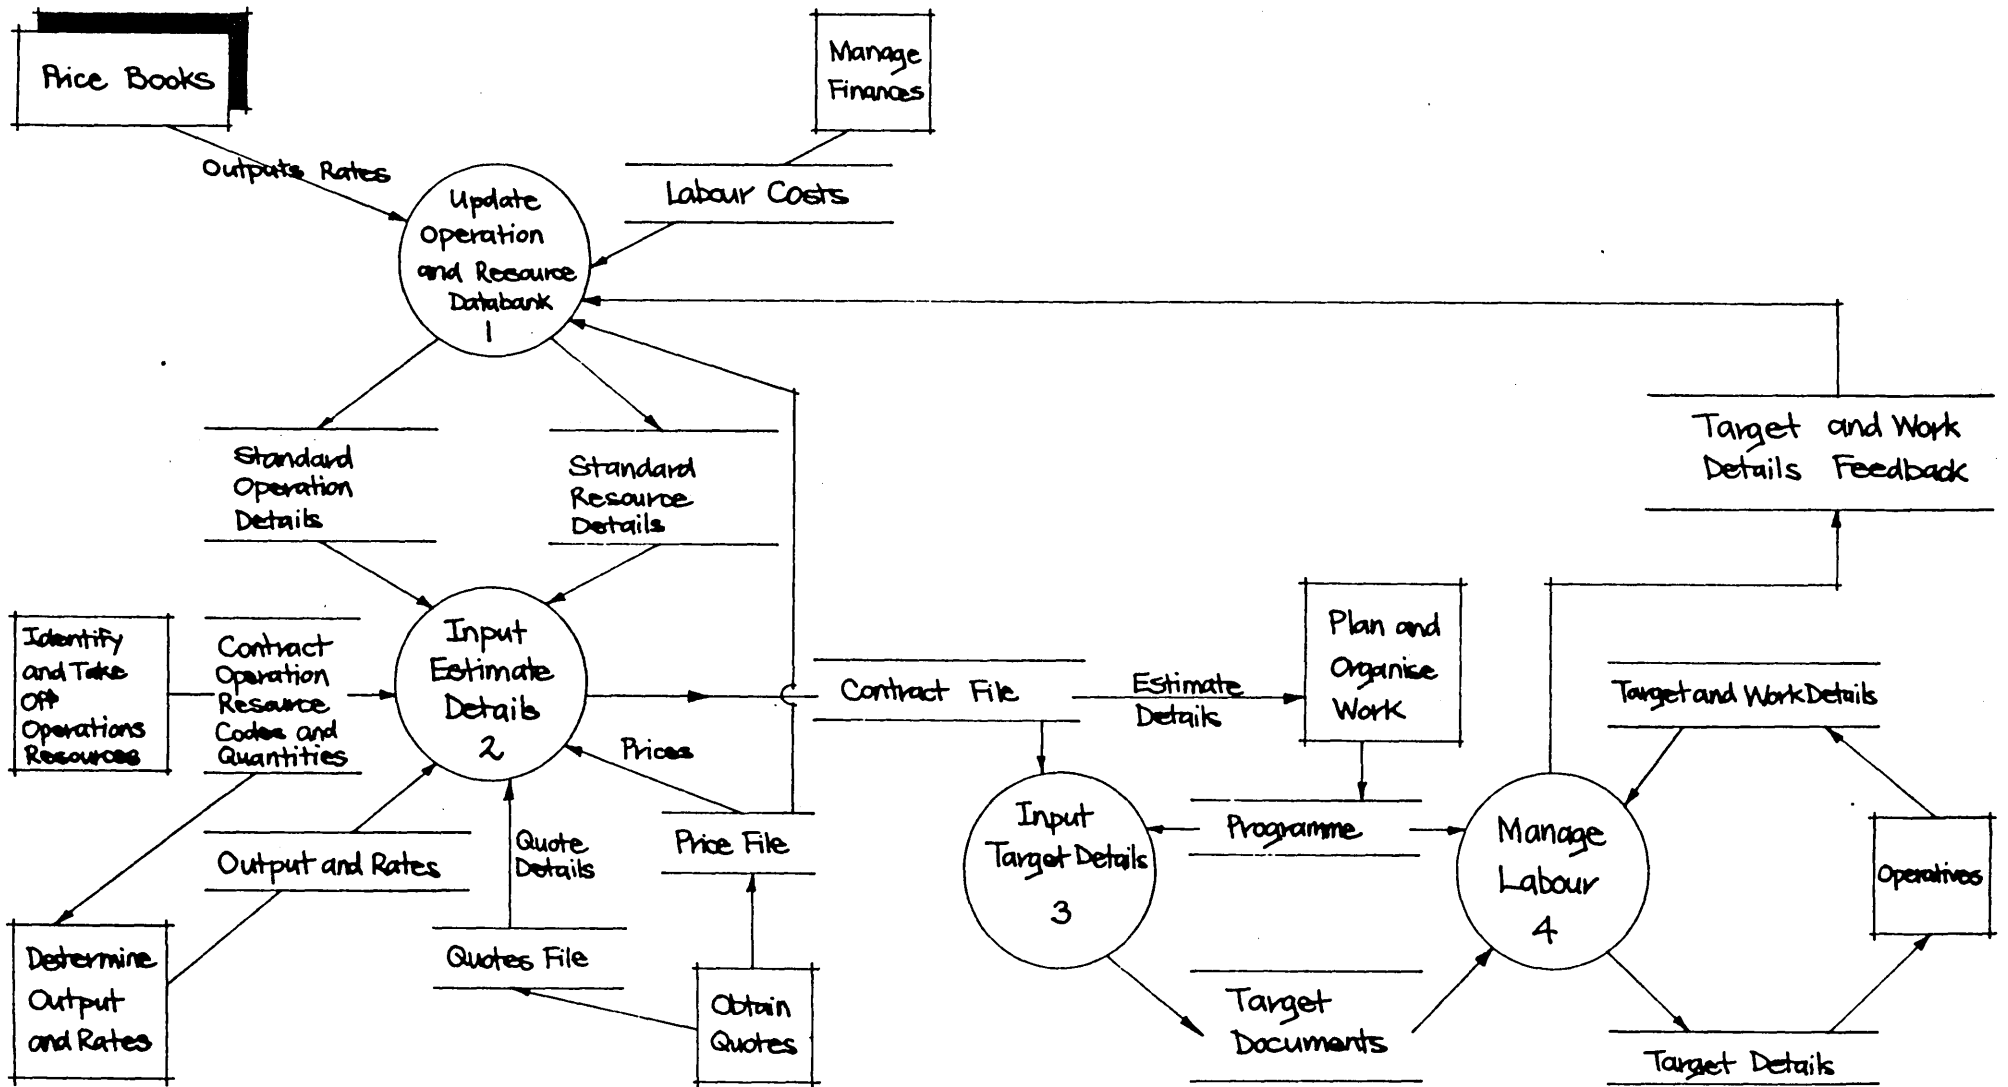 Price Books
Manage
Finances
Outputs Rates
Labour Costs
Update
Operation
and Resource
Databank
1
Standard
Operation
Details
Standard
Resource
Details
Target and Work
Details Feedback
Identify
and Take
Off
Operations
Resources
Contract
Operation
Resource
Codes and
Quantities
Input
Estimate
Details
2
Prices
Contract File
Estimate
Details
Plan and
Organise
Work
Target and Work Details
Output and Rates
Quote
Details
Price File
Input
Target Details
3
Programme
Manage
Labour
4
Operatives
Determine
Output
and Rates
Quotes File
Obtain
Quotes
Target
Documents
Target Details